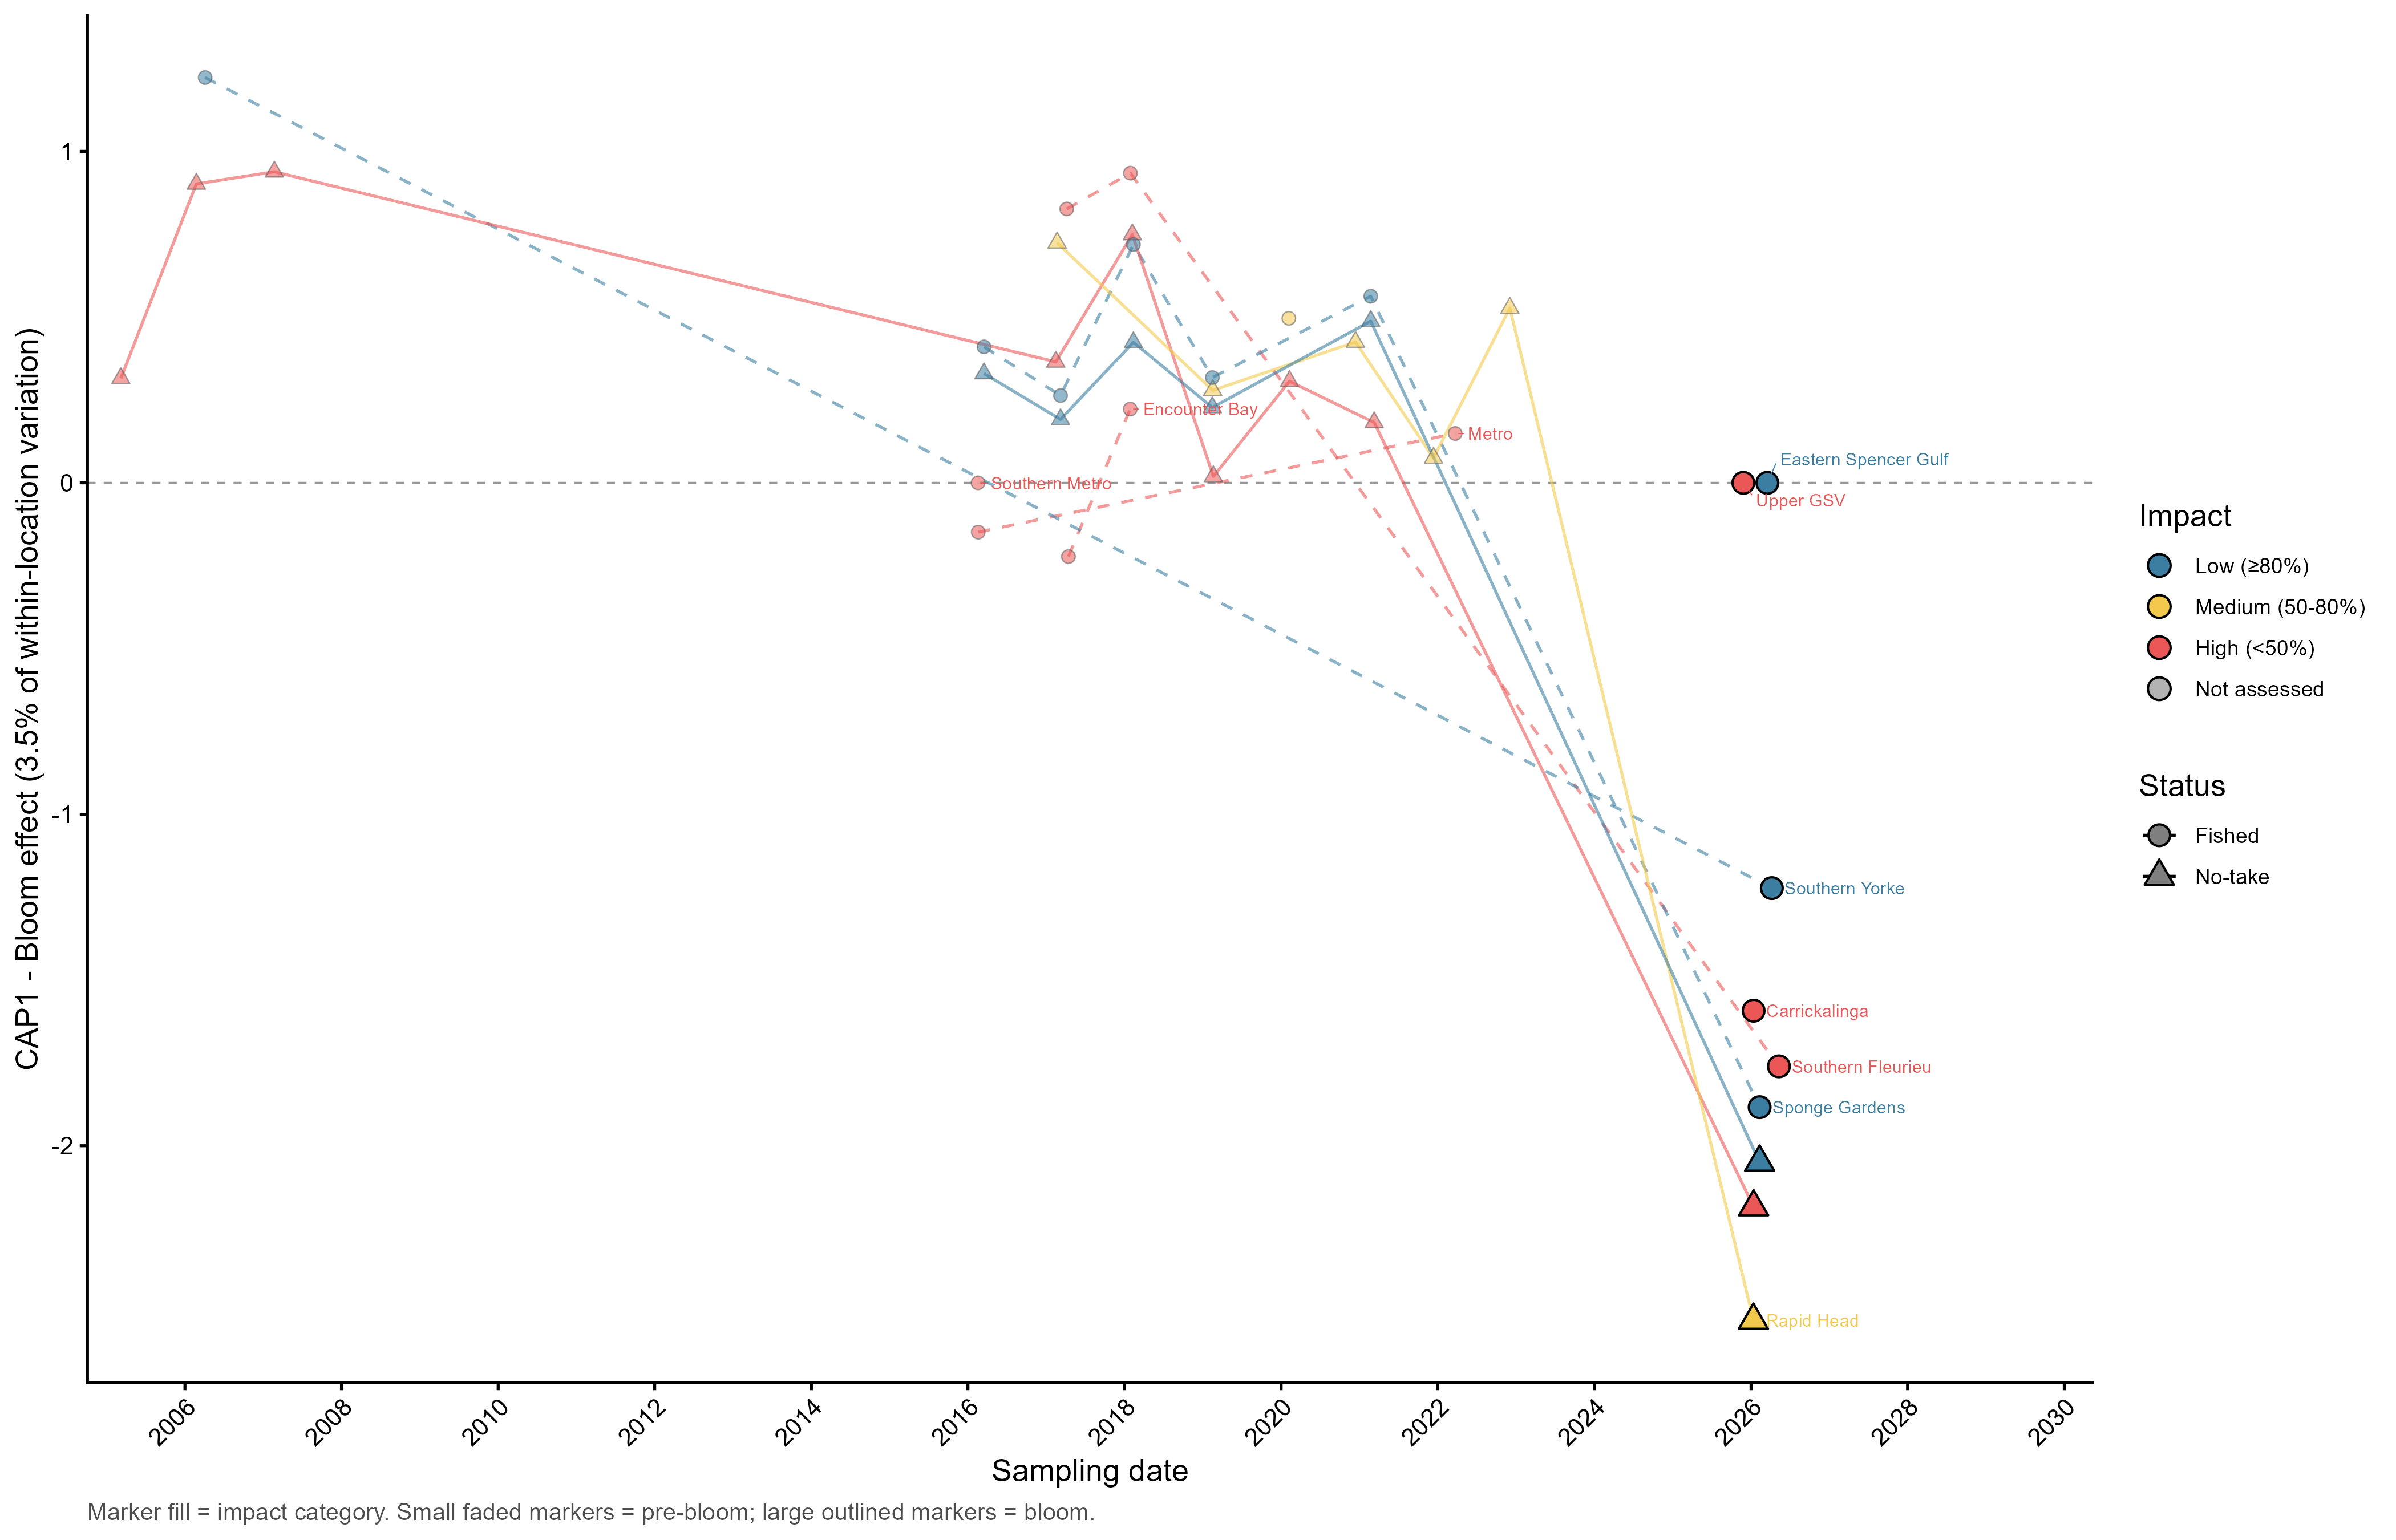 CAP1 - Bloom effect (3.5% of within-location variation)
1
0
-1
-2
Encounter Bay
Metro
Southern Metro
Eastern Spencer Gulf
Upper GSV
Southern Yorke
Carrickalinga
Southern Fleurieu
Sponge Gardens
Rapid Head
2006
2008
2010
2012
2014
2016
2018
2020
2022
2024
2026
2028
2030
Sampling date
Impact
Low (≥80%)
Medium (50-80%)
High (<50%)
Not assessed
Status
Fished
No-take
Marker fill = impact category. Small faded markers = pre-bloom; large outlined markers = bloom.